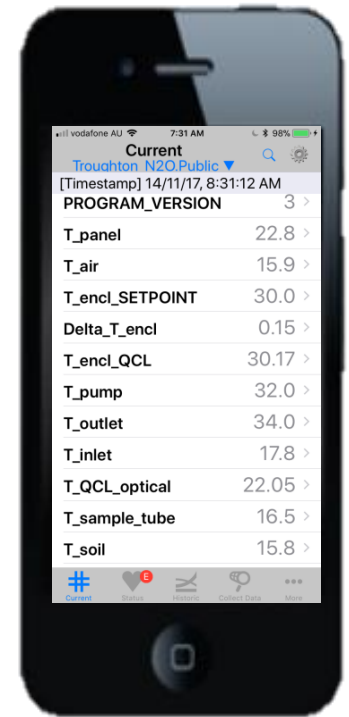 vodafone AU 7:31 AM 98%
Current
Troughton_N2O.Public ▼
[Timestamp] 14/11/17, 8:31:12 AM
PROGRAM_VERSION 3 >
T_panel 22.8 >
T_air 15.9 >
T_encl_SETPOINT 30.0 >
Delta_T_encl 0.15 >
T_encl_QCL 30.17 >
T_pump 32.0 >
T_outlet 34.0 >
T_inlet 17.8 >
T_QCL_optical 22.05 >
T_sample_tube 16.5 >
T_soil 15.8 >
E
Current Status Historic Collect Data More